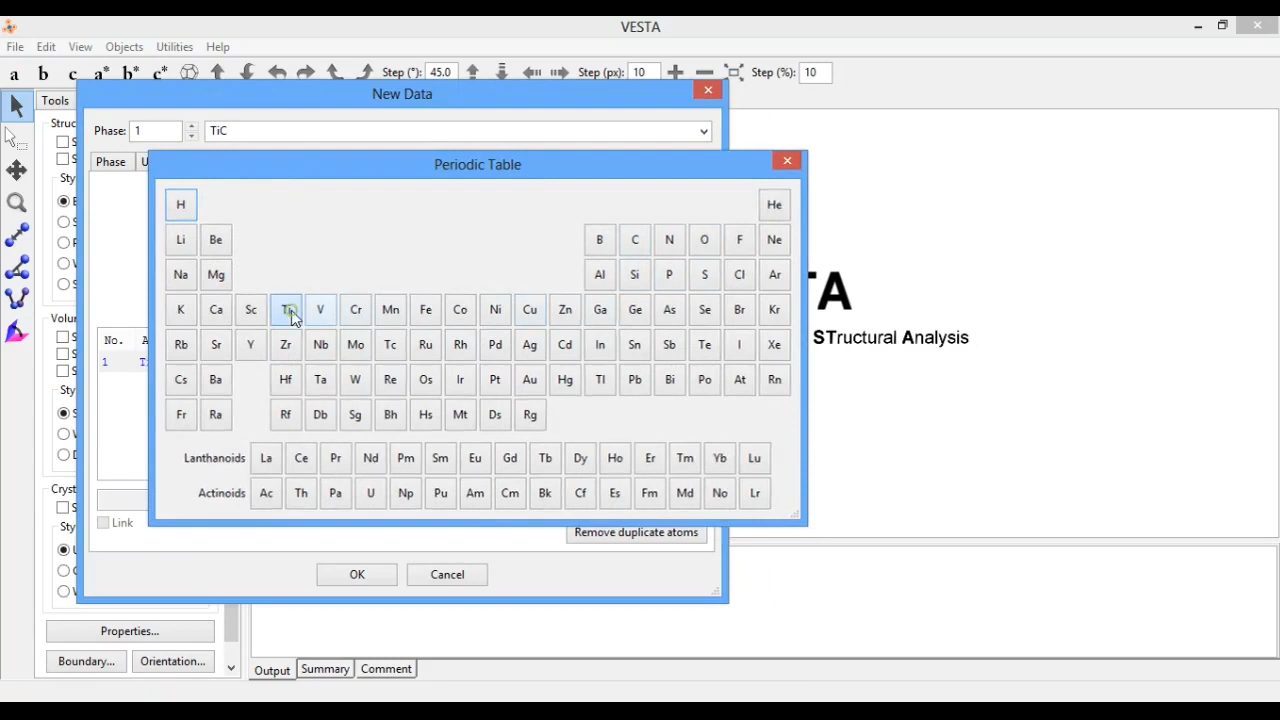 VESTA
File Edit View Objects Utilities Help
a b c a* b* c* Step (°): 45.0 Step (px): 10 Step (%): 10
Tools
New Data
Phase: 1 TiC
Phase
Periodic Table
H He
Li Be B C N O F Ne
Na Mg Al Si P S Cl Ar
K Ca Sc Ti V Cr Mn Fe Co Ni Cu Zn Ga Ge As Se Br Kr
Rb Sr Y Zr Nb Mo Tc Ru Rh Pd Ag Cd In Sn Sb Te I Xe
Cs Ba Hf Ta W Re Os Ir Pt Au Hg Tl Pb Bi Po At Rn
Fr Ra Rf Db Sg Bh Hs Mt Ds Rg
Lanthanoids La Ce Pr Nd Pm Sm Eu Gd Tb Dy Ho Er Tm Yb Lu
Actinoids Ac Th Pa U Np Pu Am Cm Bk Cf Es Fm Md No Lr
No.
1
TA
STructural Analysis
Link
Remove duplicate atoms
OK Cancel
Properties...
Boundary... Orientation...
Output Summary Comment